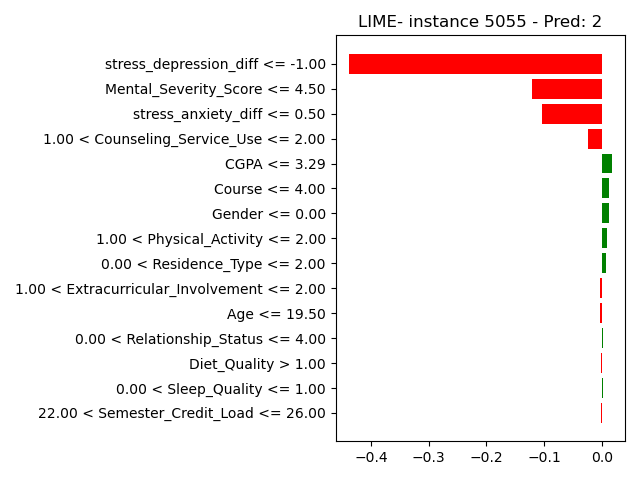 LIME- instance 5055 - Pred: 2
stress_depression_diff <= -1.00
Mental_Severity_Score <= 4.50
stress_anxiety_diff <= 0.50
1.00 < Counseling_Service_Use <= 2.00
CGPA <= 3.29
Course <= 4.00
Gender <= 0.00
1.00 < Physical_Activity <= 2.00
0.00 < Residence_Type <= 2.00
1.00 < Extracurricular_Involvement <= 2.00
Age <= 19.50
0.00 < Relationship_Status <= 4.00
Diet_Quality > 1.00
0.00 < Sleep_Quality <= 1.00
22.00 < Semester_Credit_Load <= 26.00
−0.4 −0.3 −0.2 −0.1 0.0